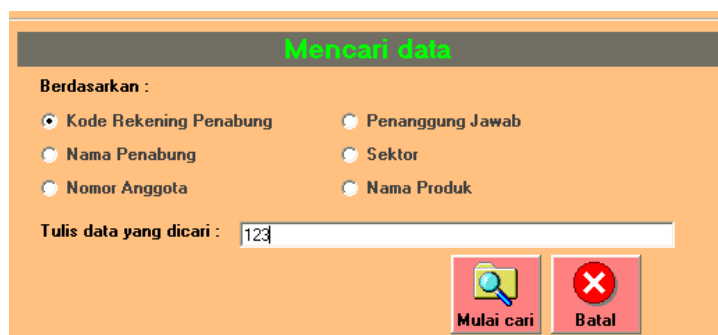 Mencari data
Berdasarkan :
Kode Rekening Penabung
Penanggung Jawab
Nama Penabung
Sektor
Nomor Anggota
Nama Produk
Tulis data yang dicari :
123
Mulai cari
Batal